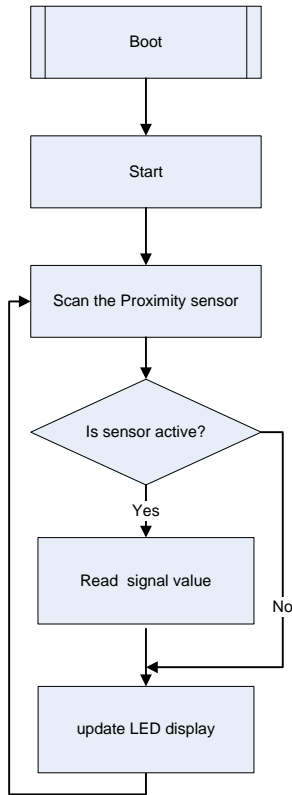 Boot
Start
Scan the Proximity sensor
Is sensor active?
Yes
Read signal value
No
update LED display